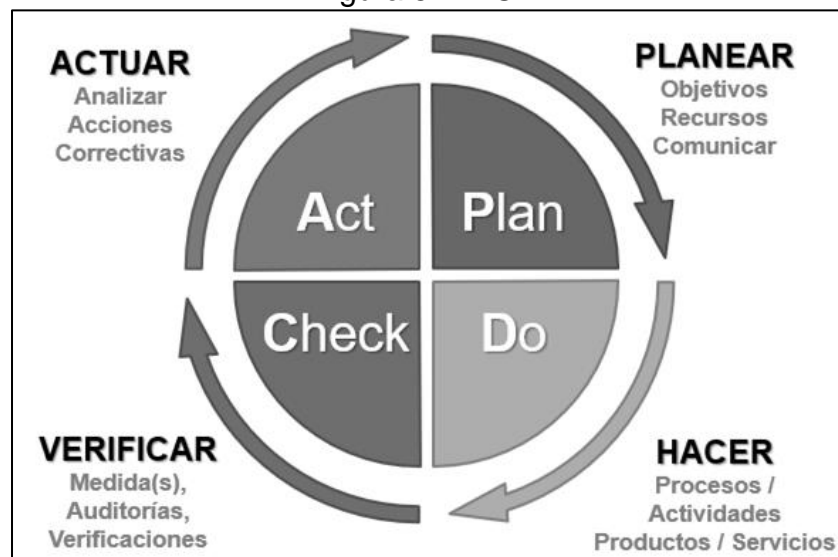 ACTUAR
Analizar
Acciones
Correctivas
PLANEAR
Objetivos
Recursos
Comunicar
Act
Plan
Check
Do
VERIFICAR
Medida(s),
Auditorías,
Verificaciones
HACER
Procesos /
Actividades
Productos / Servicios